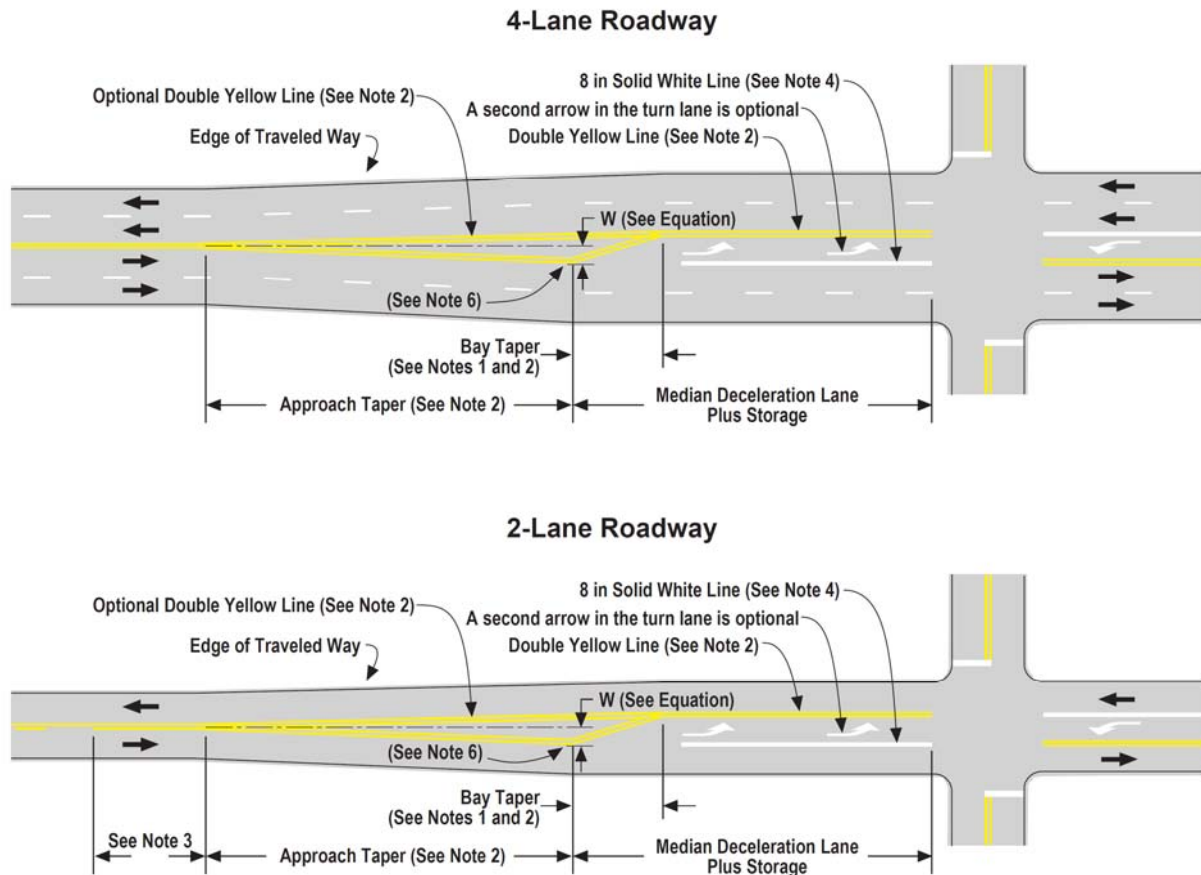 4-Lane Roadway
8 in Solid White Line (See Note 4)
Optional Double Yellow Line (See Note 2)
A second arrow in the turn lane is optional
Edge of Traveled Way
Double Yellow Line (See Note 2)
W (See Equation)
(See Note 6)
Bay Taper
(See Notes 1 and 2)
Approach Taper (See Note 2)
Median Deceleration Lane
Plus Storage
2-Lane Roadway
8 in Solid White Line (See Note 4)
Optional Double Yellow Line (See Note 2)
A second arrow in the turn lane is optional
Edge of Traveled Way
Double Yellow Line (See Note 2)
W (See Equation)
(See Note 6)
Bay Taper
(See Notes 1 and 2)
See Note 3
Approach Taper (See Note 2)
Median Deceleration Lane
Plus Storage